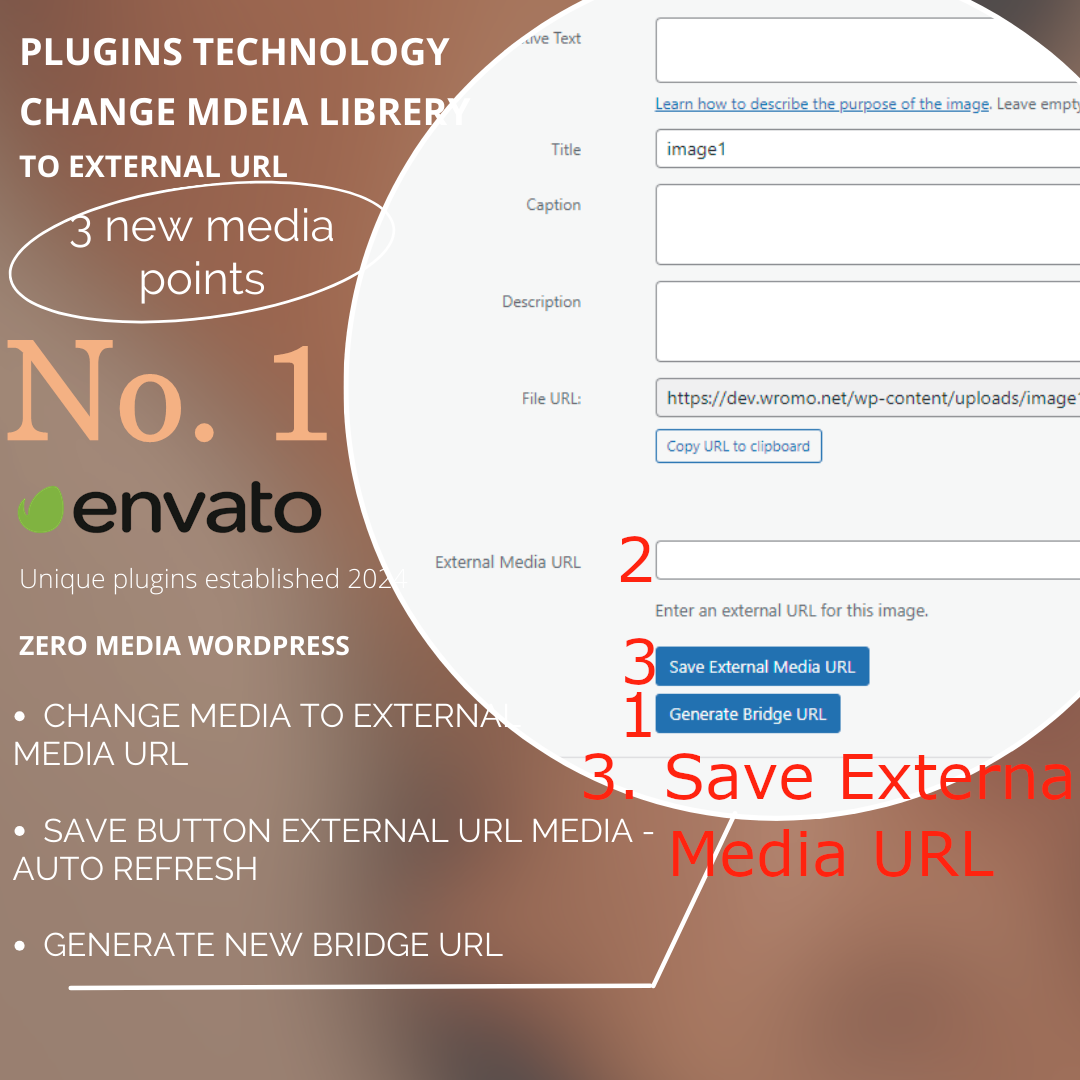 PLUGINS TECHNOLOGY
CHANGE MDEIA LIBRERY
TO EXTERNAL URL
3 new media
points
No. 1
envato
Unique plugins established 2024
ZERO MEDIA WORDPRESS
• CHANGE MEDIA TO EXTERNAL
MEDIA URL
• SAVE BUTTON EXTERNAL URL MEDIA -
AUTO REFRESH
• GENERATE NEW BRIDGE URL
Text
Learn how to describe the purpose of the image. Leave empty
Title
image1
Caption
Description
File URL:
https://dev.wromo.net/wp-content/uploads/image1
Copy URL to clipboard
External Media URL
2
Enter an external URL for this image.
3
Save External Media URL
1
Generate Bridge URL
3. Save Externa
Media URL